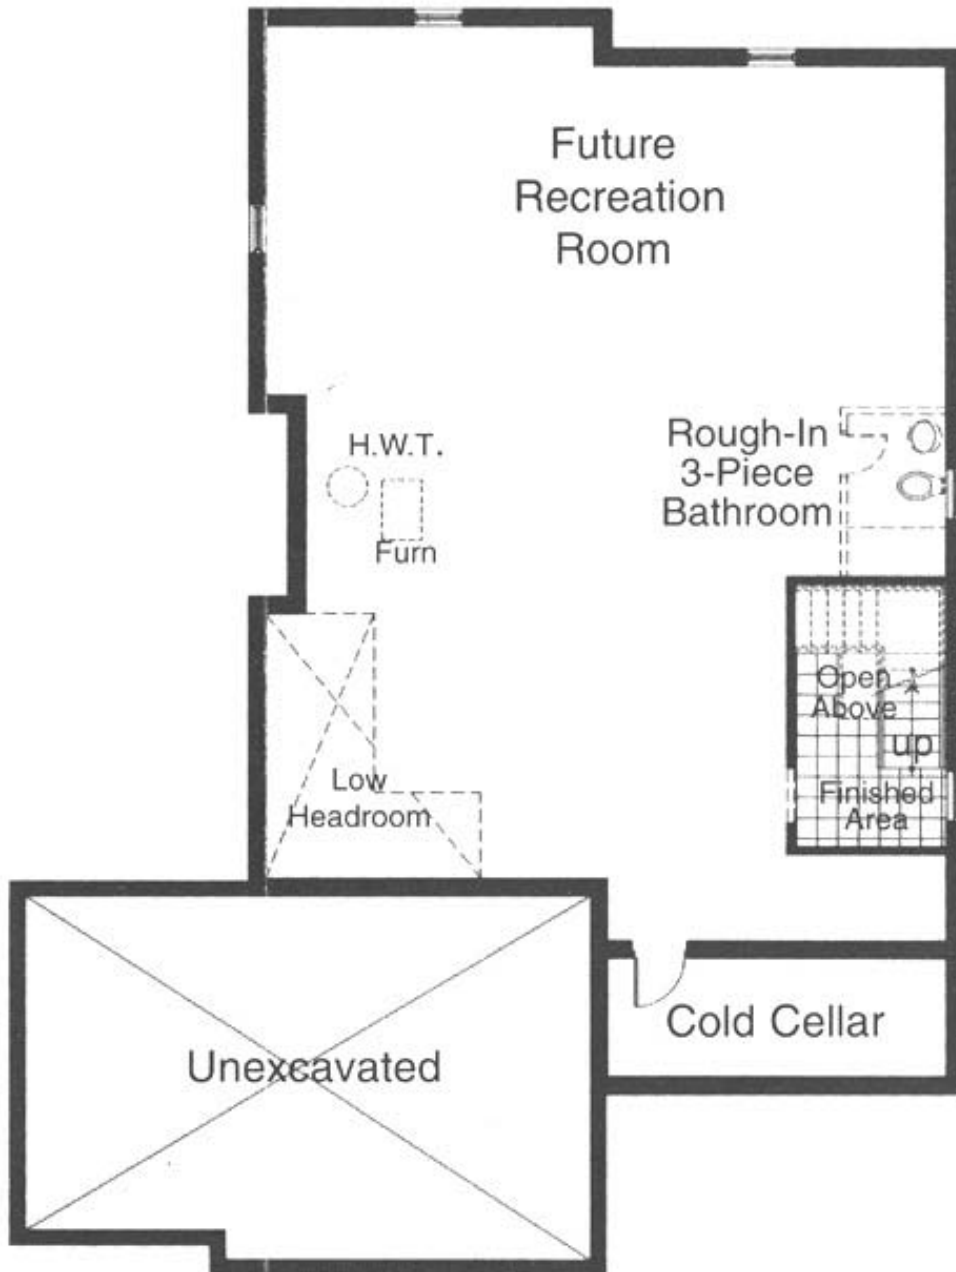 Future
Recreation
Room
H.W.T.
Furn
Rough-In
3-Piece
Bathroom
Open
Above
up
Finished
Area
Low
Headroom
Unexcavated
Cold Cellar